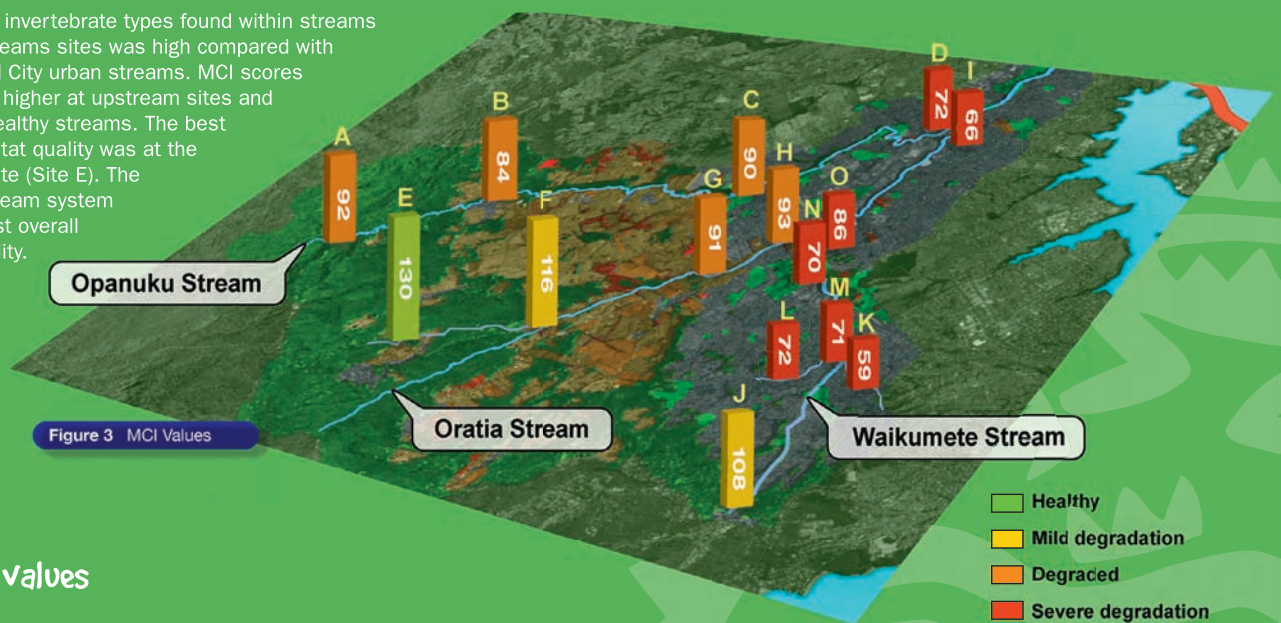 invertebrate types found within streams
eams sites was high compared with
City urban streams. MCI scores
higher at upstream sites and
ealthy streams. The best
tat quality was at the
te (Site E). The
eam system
st overall
ity.
A
92
B
84
C
90
D
72
I
66
E
130
F
116
G
91
H
93
O
86
N
70
M
71
K
59
L
72
J
108
Opanuku Stream
Oratia Stream
Waikumete Stream
Figure 3 MCI Values
Healthy
Mild degradation
Degraded
Severe degradation
values